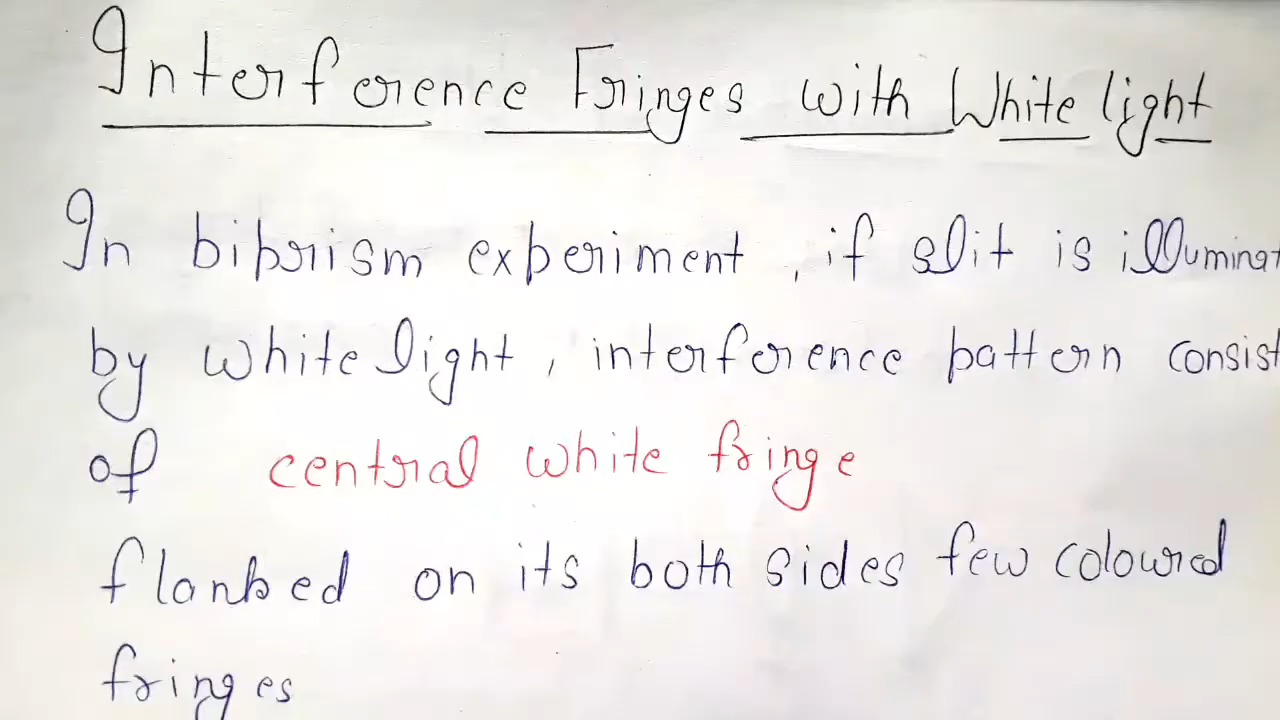 Interference Fringes with White light
In biprism experiment, if slit is illuminat
by white light, interference pattern consist
of central white fringe
flanked on its both sides few coloured
fringes